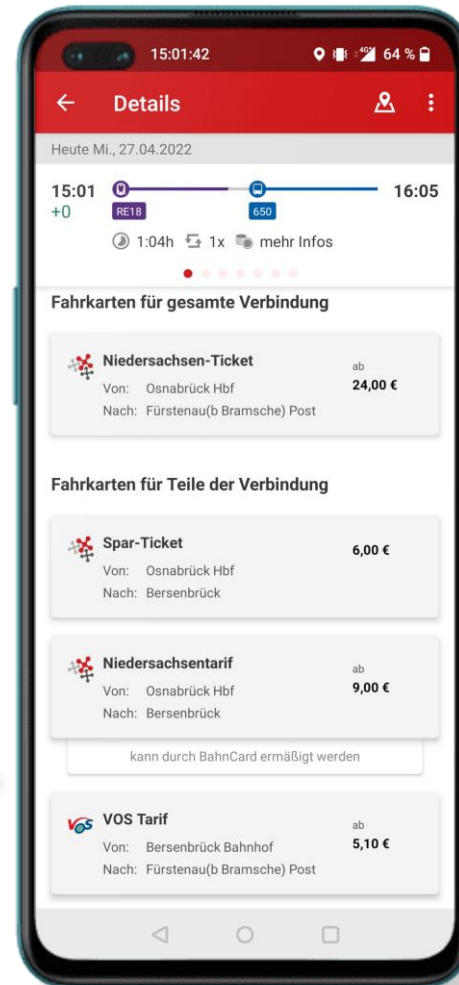 15:01:42
4G+
64 %
Details
Heute Mi., 27.04.2022
15:01
16:05
+0
RE18
650
1:04h
1x
mehr Infos
Fahrkarten für gesamte Verbindung
Niedersachsen-Ticket
ab
Von: Osnabrück Hbf
24,00 €
Nach: Fürstenau(b Bramsche) Post
Fahrkarten für Teile der Verbindung
Spar-Ticket
6,00 €
Von: Osnabrück Hbf
Nach: Bersenbrück
Niedersachsentarif
ab
Von: Osnabrück Hbf
9,00 €
Nach: Bersenbrück
kann durch BahnCard ermäßigt werden
VOS
VOS Tarif
ab
Von: Bersenbrück Bahnhof
5,10 €
Nach: Fürstenau(b Bramsche) Post